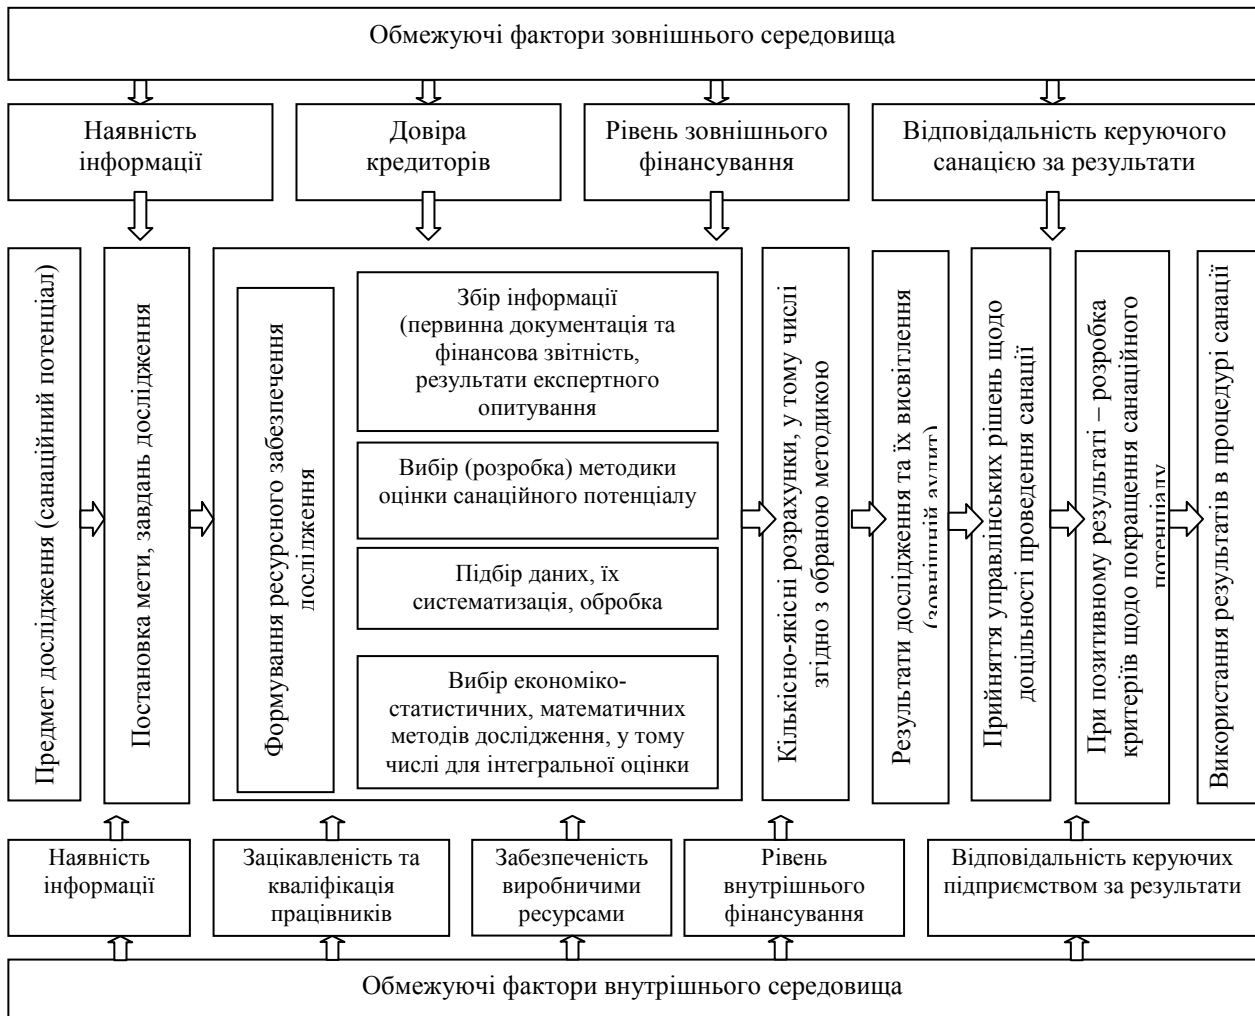 Обмежуючі фактори зовнішнього середовища
Наявність
інформації
Довіра
кредиторів
Рівень зовнішнього
фінансування
Відповідальність керуючого
санацією за результати
Предмет дослідження (санаційний потенціал)
Постановка мети, завдань дослідження
Формування ресурсного забезпечення
дослідження
Збір інформації
(первинна документація та
фінансова звітність,
результати експертного
опитування
Вибір (розробка) методики
оцінки санаційного потенціалу
Підбір даних, їх
систематизація, обробка
Вибір економіко-
статистичних, математичних
методів дослідження, у тому
числі для інтегральної оцінки
Кількісно-якісні розрахунки, у тому числі
згідно з обраною методикою
Результати дослідження та їх висвітлення
(зовнішній аудит)
Прийняття управлінських рішень щодо
доцільності проведення санації
При позитивному результаті – розробка
критеріїв щодо покращення санаційного
потенціалу
Використання результатів в процедурі санації
Наявність
інформації
Зацікавленість та
кваліфікація
працівників
Забезпеченість
виробничими
ресурсами
Рівень
внутрішнього
фінансування
Відповідальність керуючих
підприємством за результати
Обмежуючі фактори внутрішнього середовища